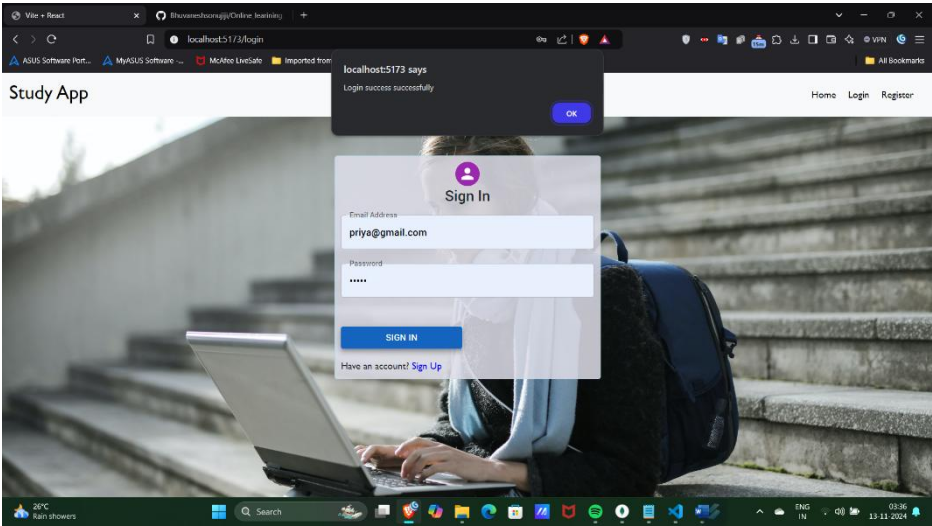 Vite + React
Bhuvaneshsonujiji/Online_learining
localhost:5173/login
VPN
ASUS Software Port...
MyASUS Software -...
McAfee LiveSafe
Imported from
All Bookmarks
localhost:5173 says
Login success successfully
OK
Study App
Home Login Register
Sign In
Email Address
priya@gmail.com
Password
•••••
SIGN IN
Have an account? Sign Up
26°C
Rain showers
Search
ENG
IN
03:36
13-11-2024